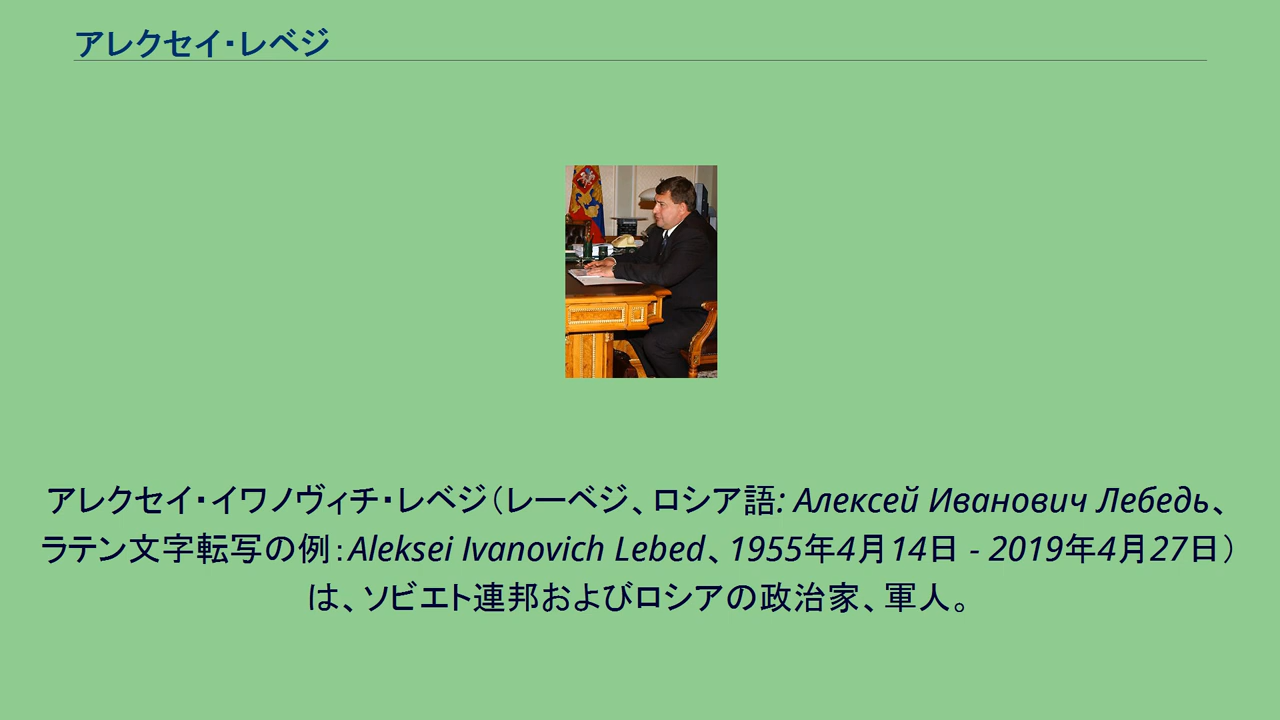 アレクセイ・レベジ
アレクセイ・イワノヴィチ・レベジ（レーベジ、ロシア語: Алексей Иванович Лебедь、
ラテン文字転写の例：Aleksei Ivanovich Lebed、1955年4月14日 - 2019年4月27日）
は、ソビエト連邦およびロシアの政治家、軍人。